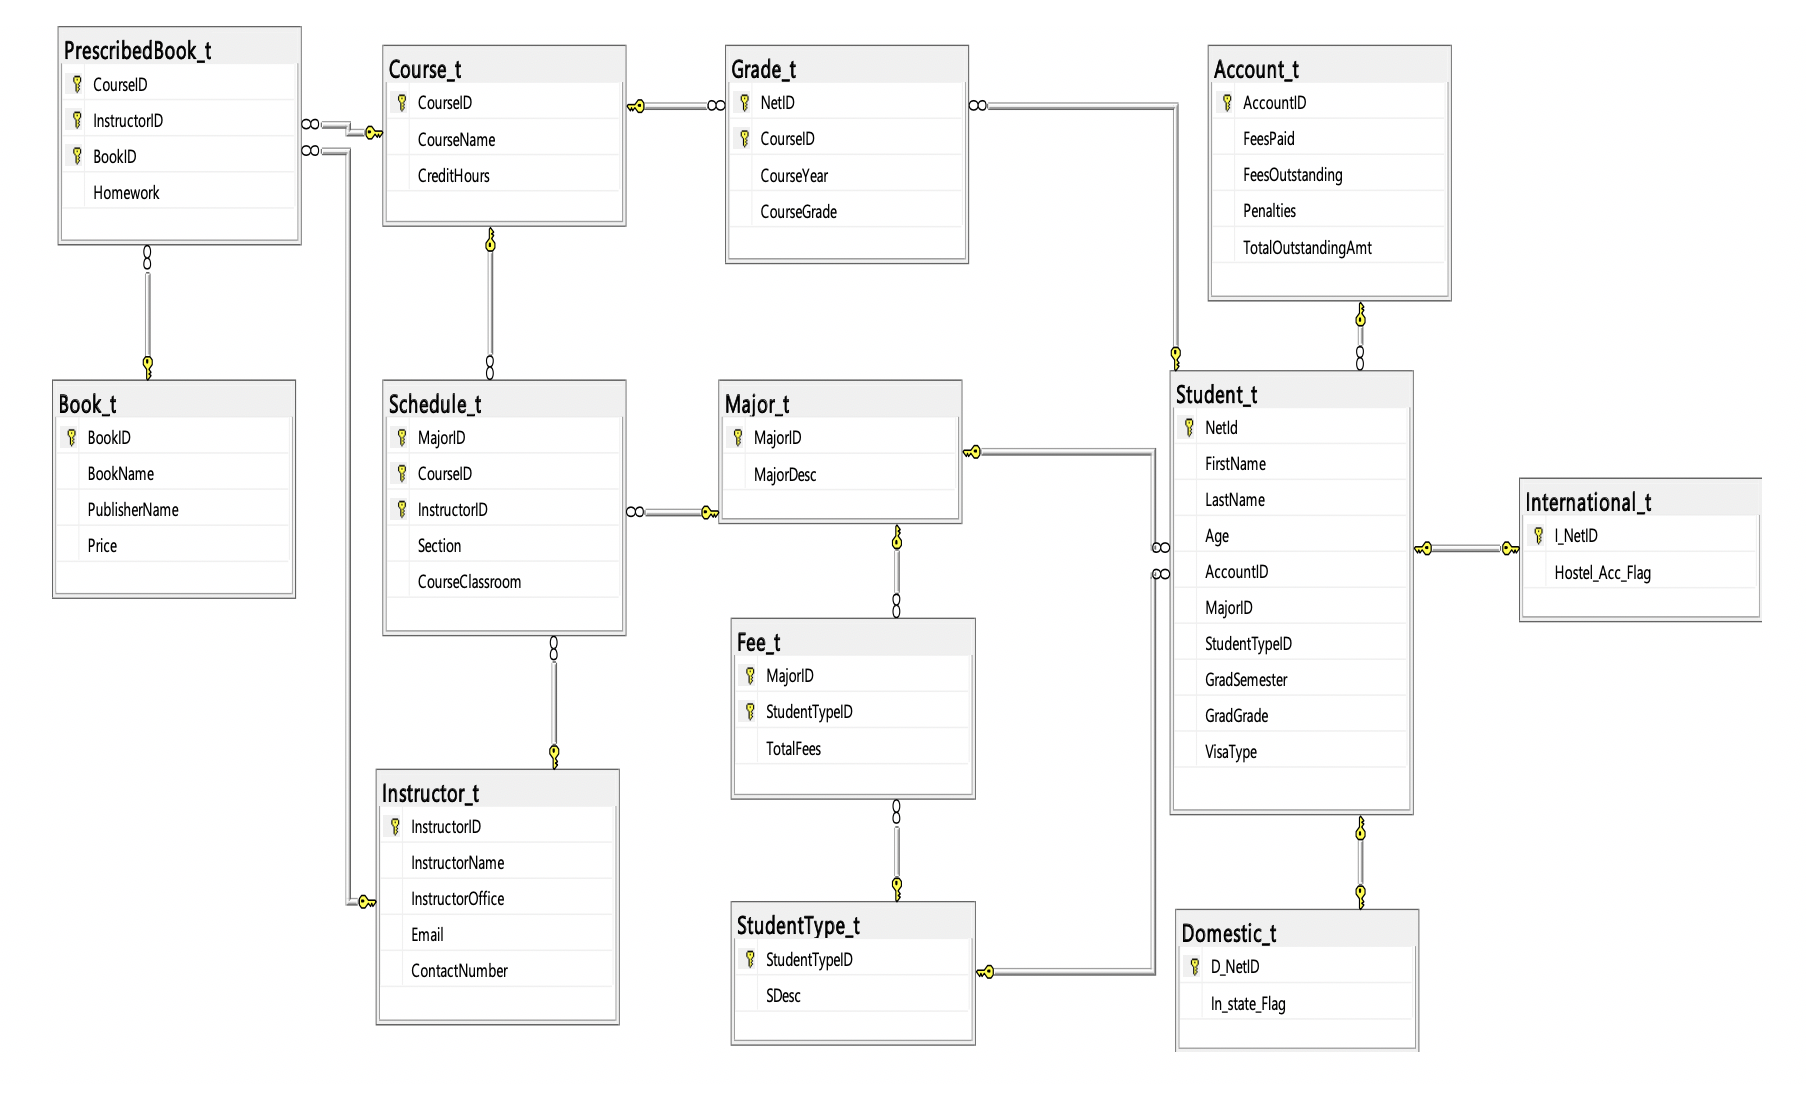 PrescribedBook_t
CourseID
InstructorID
BookID
Homework
Course_t
CourseID
CourseName
CreditHours
Grade_t
NetID
CourseID
CourseYear
CourseGrade
Account_t
AccountID
FeesPaid
FeesOutstanding
Penalties
TotalOutstandingAmt
Book_t
BookID
BookName
PublisherName
Price
Schedule_t
MajorID
CourseID
InstructorID
Section
CourseClassroom
Major_t
MajorID
MajorDesc
Student_t
NetId
FirstName
LastName
Age
AccountID
MajorID
StudentTypeID
GradSemester
GradGrade
VisaType
International_t
I_NetID
Hostel_Acc_Flag
Fee_t
MajorID
StudentTypeID
TotalFees
Instructor_t
InstructorID
InstructorName
InstructorOffice
Email
ContactNumber
StudentType_t
StudentTypeID
SDesc
Domestic_t
D_NetID
In_state_Flag